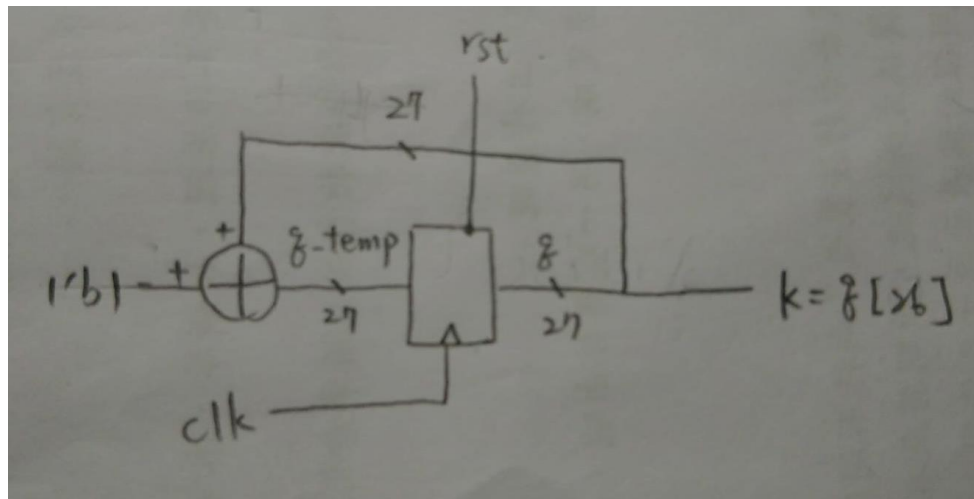 rst
27
+
q_temp
q
1'b1
+
k = q[26]
27
27
clk